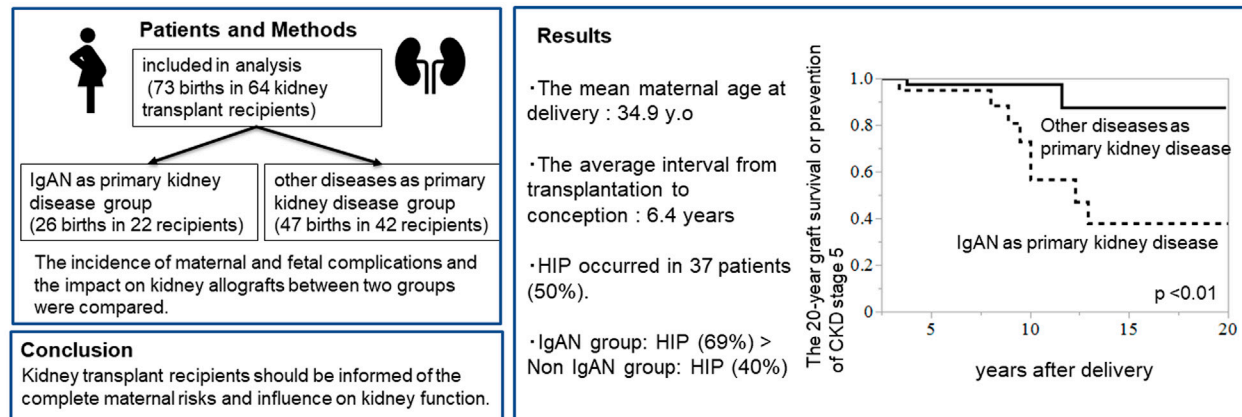 Patients and Methods
included in analysis
(73 births in 64 kidney
transplant recipients)
IgAN as primary kidney
disease group
(26 births in 22 recipients)
other diseases as primary
kidney disease group
(47 births in 42 recipients)
The incidence of maternal and fetal complications and
the impact on kidney allografts between two groups
were compared.
Conclusion
Kidney transplant recipients should be informed of the
complete maternal risks and influence on kidney function.
Results
･The mean maternal age at
delivery : 34.9 y.o
･The average interval from
transplantation to
conception : 6.4 years
･HIP occurred in 37 patients
(50%).
･IgAN group: HIP (69%) >
Non IgAN group: HIP (40%)
The 20-year graft survival or prevention
of CKD stage 5
1.0
0.8
0.6
0.4
0.2
0
Other diseases as
primary kidney disease
IgAN as primary kidney disease
p <0.01
5
10
15
20
years after delivery